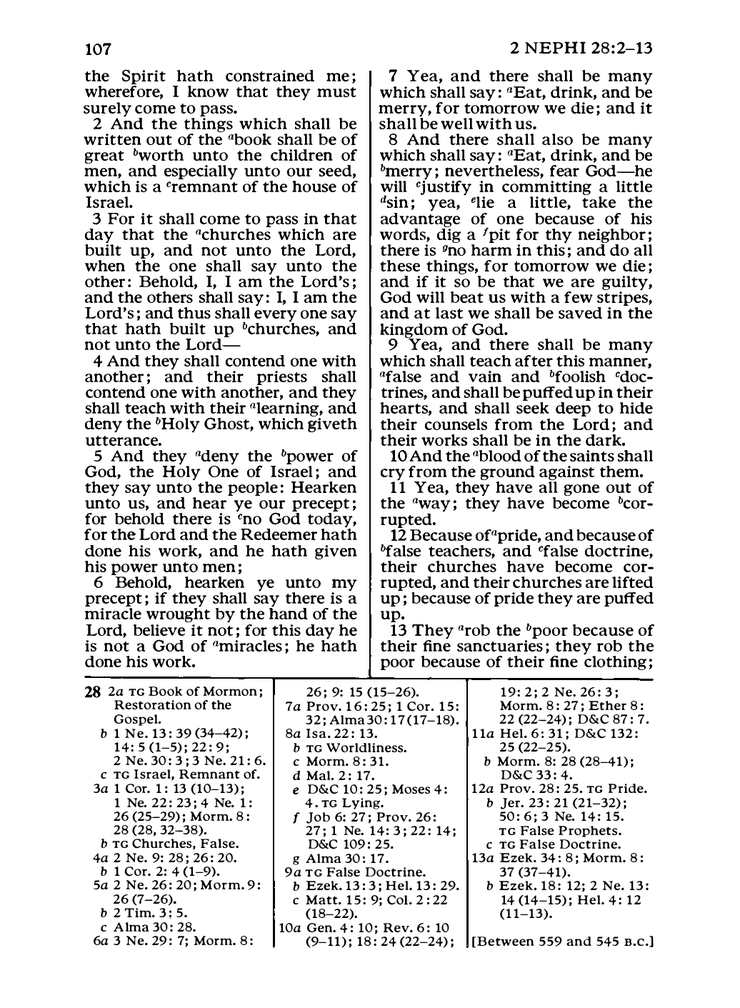 107
2 NEPHI 28:2–13
the Spirit hath constrained me;
wherefore, I know that they must
surely come to pass.
2 And the things which shall be
written out of the ᵃbook shall be of
great ᵇworth unto the children of
men, and especially unto our seed,
which is a ᶜremnant of the house of
Israel.
3 For it shall come to pass in that
day that the ᵃchurches which are
built up, and not unto the Lord,
when the one shall say unto the
other: Behold, I, I am the Lord's;
and the others shall say: I, I am the
Lord's; and thus shall every one say
that hath built up ᵇchurches, and
not unto the Lord—
4 And they shall contend one with
another; and their priests shall
contend one with another, and they
shall teach with their ᵃlearning, and
deny the ᵇHoly Ghost, which giveth
utterance.
5 And they ᵃdeny the ᵇpower of
God, the Holy One of Israel; and
they say unto the people: Hearken
unto us, and hear ye our precept;
for behold there is ᶜno God today,
for the Lord and the Redeemer hath
done his work, and he hath given
his power unto men;
6 Behold, hearken ye unto my
precept; if they shall say there is a
miracle wrought by the hand of the
Lord, believe it not; for this day he
is not a God of ᵃmiracles; he hath
done his work.
7 Yea, and there shall be many
which shall say: ᵃEat, drink, and be
merry, for tomorrow we die; and it
shall be well with us.
8 And there shall also be many
which shall say: ᵃEat, drink, and be
ᵇmerry; nevertheless, fear God—he
will ᶜjustify in committing a little
ᵈsin; yea, ᵉlie a little, take the
advantage of one because of his
words, dig a ᶠpit for thy neighbor;
there is ᵍno harm in this; and do all
these things, for tomorrow we die;
and if it so be that we are guilty,
God will beat us with a few stripes,
and at last we shall be saved in the
kingdom of God.
9 Yea, and there shall be many
which shall teach after this manner,
ᵃfalse and vain and ᵇfoolish ᶜdoc-
trines, and shall be puffed up in their
hearts, and shall seek deep to hide
their counsels from the Lord; and
their works shall be in the dark.
10 And the ᵃblood of the saints shall
cry from the ground against them.
11 Yea, they have all gone out of
the ᵃway; they have become ᵇcor-
rupted.
12 Because of ᵃpride, and because of
ᵇfalse teachers, and ᶜfalse doctrine,
their churches have become cor-
rupted, and their churches are lifted
up; because of pride they are puffed
up.
13 They ᵃrob the ᵇpoor because of
their fine sanctuaries; they rob the
poor because of their fine clothing;
28 2a TG Book of Mormon;
Restoration of the
Gospel.
b 1 Ne. 13: 39 (34–42);
14: 5 (1–5); 22: 9;
2 Ne. 30: 3; 3 Ne. 21: 6.
c TG Israel, Remnant of.
3a 1 Cor. 1: 13 (10–13);
1 Ne. 22: 23; 4 Ne. 1:
26 (25–29); Morm. 8:
28 (28, 32–38).
b TG Churches, False.
4a 2 Ne. 9: 28; 26: 20.
b 1 Cor. 2: 4 (1–9).
5a 2 Ne. 26: 20; Morm. 9:
26 (7–26).
b 2 Tim. 3: 5.
c Alma 30: 28.
6a 3 Ne. 29: 7; Morm. 8:
26; 9: 15 (15–26).
7a Prov. 16: 25; 1 Cor. 15:
32; Alma 30: 17 (17–18).
8a Isa. 22: 13.
b TG Worldliness.
c Morm. 8: 31.
d Mal. 2: 17.
e D&C 10: 25; Moses 4:
4. TG Lying.
f Job 6: 27; Prov. 26:
27; 1 Ne. 14: 3; 22: 14;
D&C 109: 25.
g Alma 30: 17.
9a TG False Doctrine.
b Ezek. 13: 3; Hel. 13: 29.
c Matt. 15: 9; Col. 2: 22
(18–22).
10a Gen. 4: 10; Rev. 6: 10
(9–11); 18: 24 (22–24);
19: 2; 2 Ne. 26: 3;
Morm. 8: 27; Ether 8:
22 (22–24); D&C 87: 7.
11a Hel. 6: 31; D&C 132:
25 (22–25).
b Morm. 8: 28 (28–41);
D&C 33: 4.
12a Prov. 28: 25. TG Pride.
b Jer. 23: 21 (21–32);
50: 6; 3 Ne. 14: 15.
TG False Prophets.
c TG False Doctrine.
13a Ezek. 34: 8; Morm. 8:
37 (37–41).
b Ezek. 18: 12; 2 Ne. 13:
14 (14–15); Hel. 4: 12
(11–13).
[Between 559 and 545 B.C.]